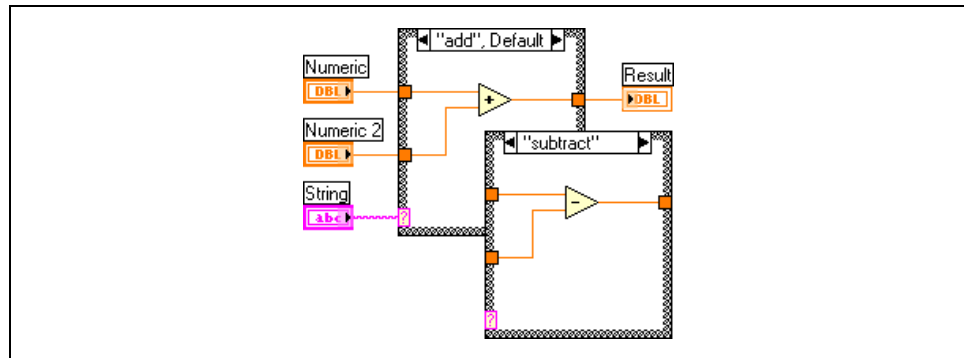 "add", Default
Numeric
DBL
Result
DBL
+
Numeric 2
DBL
"subtract"
String
abc
?
-
?